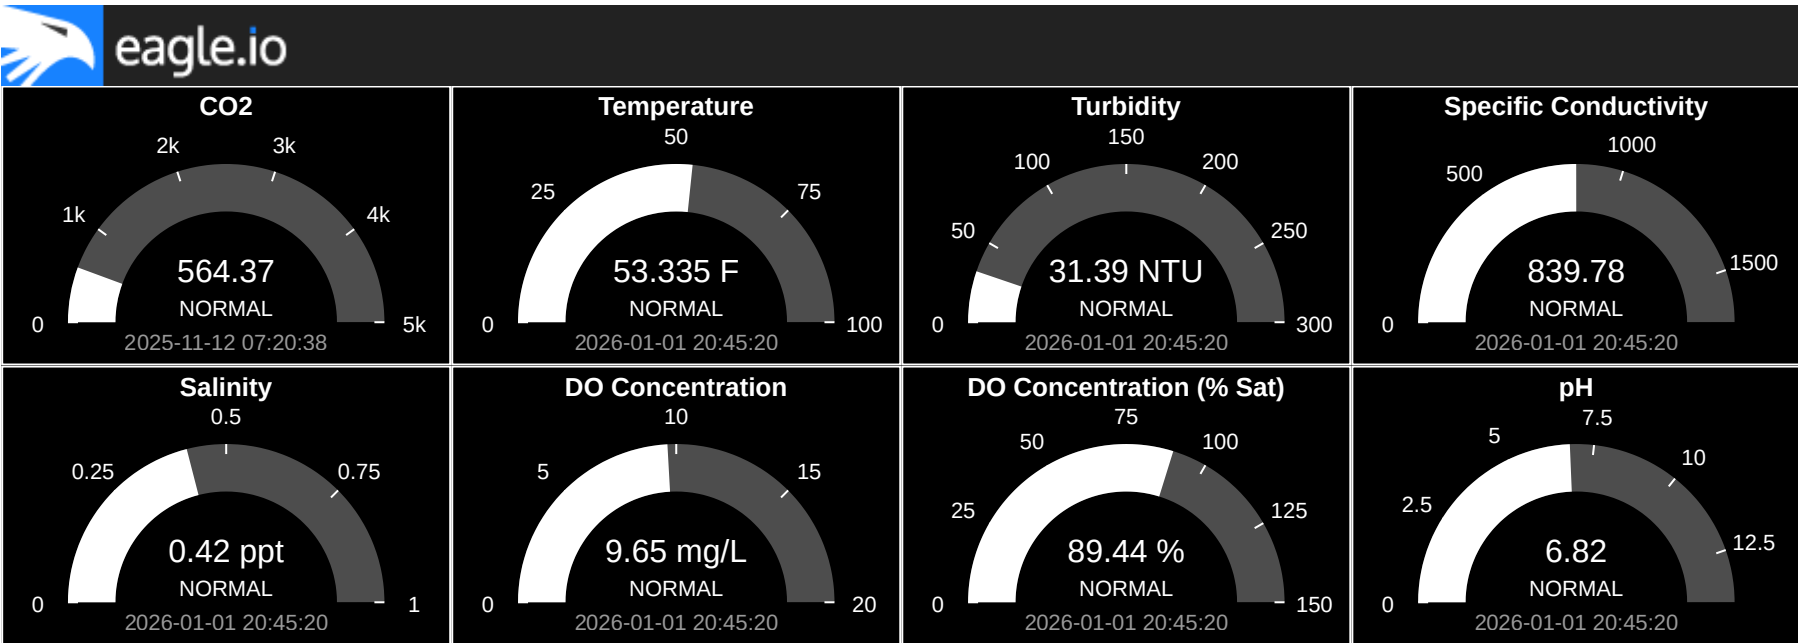 eagle.io
CO2
2k 3k
1k 4k
564.37
NORMAL
0 5k
2025-11-12 07:20:38
Temperature
50
25 75
53.335 F
NORMAL
0 100
2026-01-01 20:45:20
Turbidity
150
100 200
50 250
31.39 NTU
NORMAL
0 300
2026-01-01 20:45:20
Specific Conductivity
1000
500
1500
839.78
NORMAL
0
2026-01-01 20:45:20
Salinity
0.5
0.25 0.75
0.42 ppt
NORMAL
0 1
2026-01-01 20:45:20
DO Concentration
10
5 15
9.65 mg/L
NORMAL
0 20
2026-01-01 20:45:20
DO Concentration (% Sat)
75
50 100
25 125
89.44 %
NORMAL
0 150
2026-01-01 20:45:20
pH
7.5
5 10
2.5 12.5
6.82
NORMAL
0
2026-01-01 20:45:20